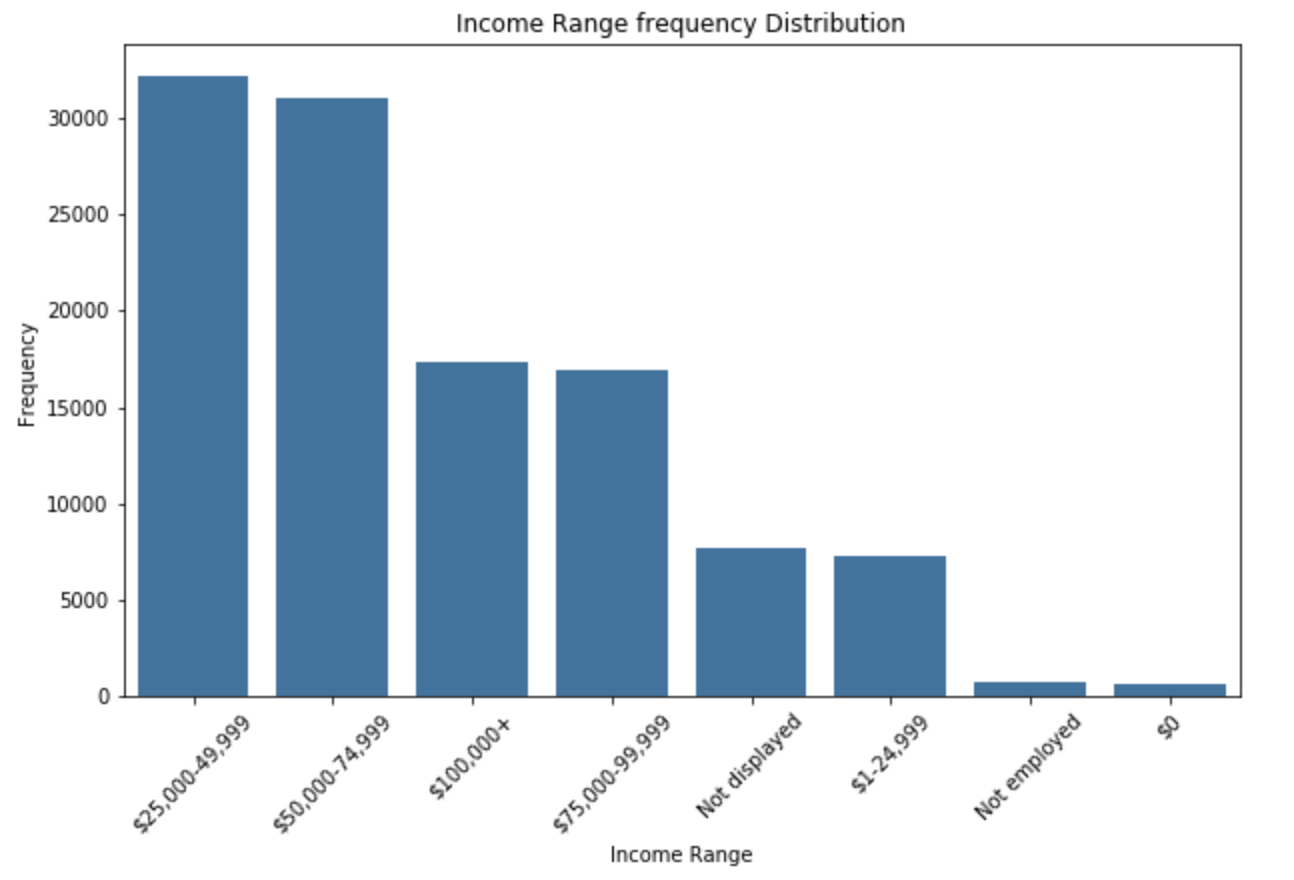 Income Range frequency Distribution
Frequency
30000
25000
20000
15000
10000
5000
0
$25,000-49,999
$50,000-74,999
$100,000+
$75,000-99,999
Not displayed
$1-24,999
Not employed
$0
Income Range